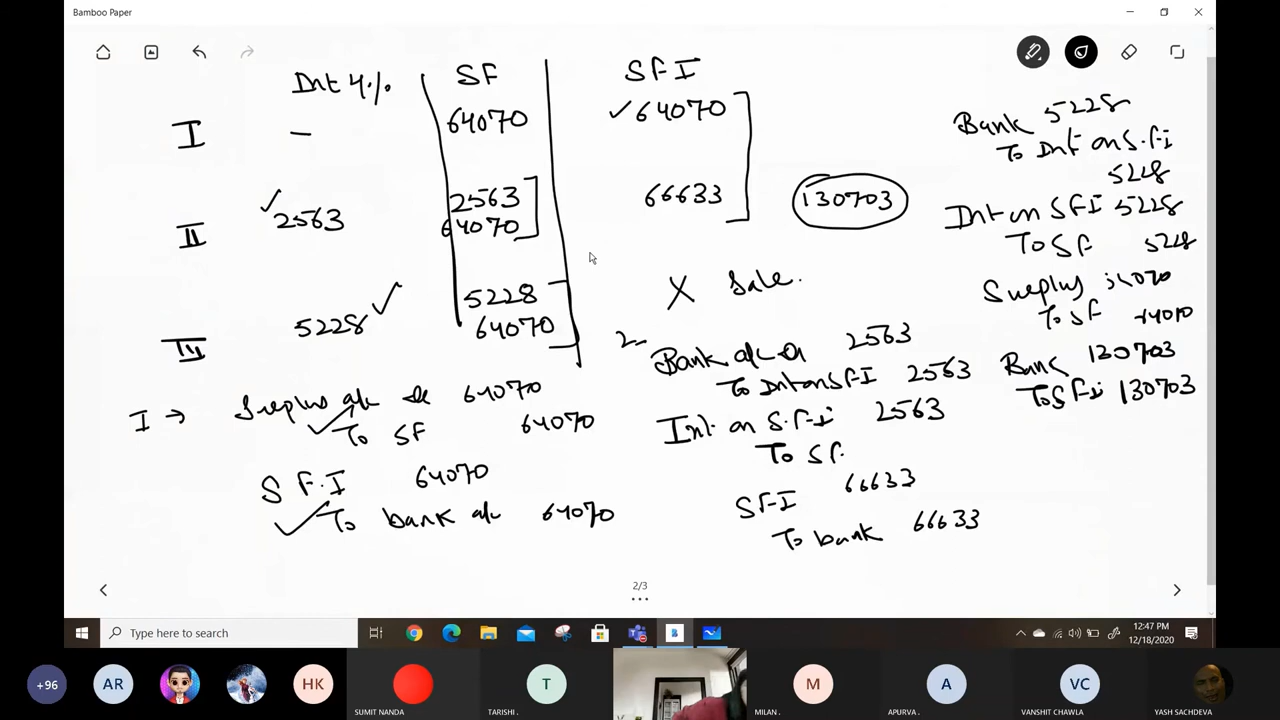 Bamboo Paper
Int 4%
SF
SFI
I
—
64070
✓64070
II
✓2563
2563
64070
66633
130703
III
5228 ✓
5228
64070
X Sale.
I → Surplus a/c Dr 64070
To SF 64070
SF.I 64070
To bank a/c 64070
2-
Bank a/c Dr 2563
To Int on SFI 2563
Int. on S.F-i 2563
To SF.
SFI 66633
To bank 66633
Bank 5228
To Int on S.Fi
5228
Int on SFI 5228
To SF 528
Surplus
To SF
Bank 130703
To SFi 130703
2/3
...
Type here to search
12:47 PM
12/18/2020
+96
AR
HK
SUMIT NANDA
T
TARISHI .
M
MILAN .
A
APURVA .
VC
VANSHIT CHAWLA
YASH SACHDEVA